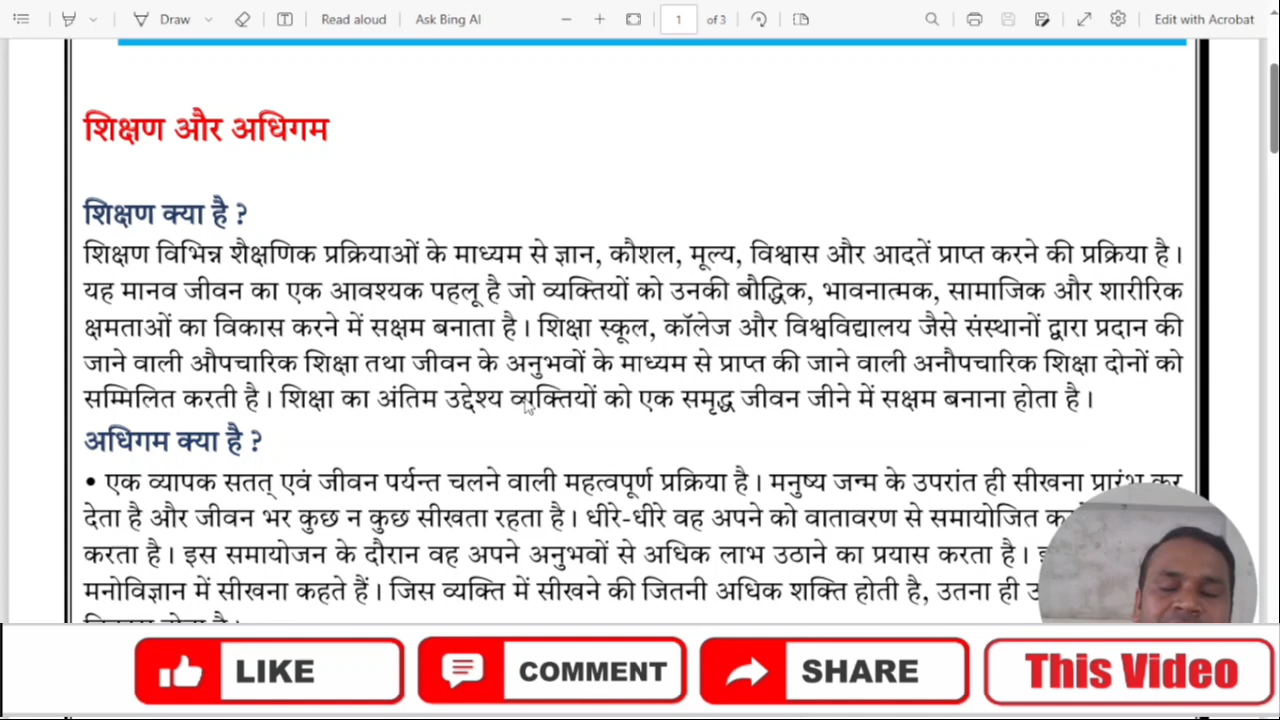 Draw
Read aloud
Ask Bing AI
1 of 3
Edit with Acrobat
शिक्षण और अधिगम
शिक्षण क्या है ?
शिक्षण विभिन्न शैक्षणिक प्रक्रियाओं के माध्यम से ज्ञान, कौशल, मूल्य, विश्वास और आदतें प्राप्त करने की प्रक्रिया है।
यह मानव जीवन का एक आवश्यक पहलू है जो व्यक्तियों को उनकी बौद्धिक, भावनात्मक, सामाजिक और शारीरिक
क्षमताओं का विकास करने में सक्षम बनाता है। शिक्षा स्कूल, कॉलेज और विश्वविद्यालय जैसे संस्थानों द्वारा प्रदान की
जाने वाली औपचारिक शिक्षा तथा जीवन के अनुभवों के माध्यम से प्राप्त की जाने वाली अनौपचारिक शिक्षा दोनों को
सम्मिलित करती है। शिक्षा का अंतिम उद्देश्य व्यक्तियों को एक समृद्ध जीवन जीने में सक्षम बनाना होता है।
अधिगम क्या है ?
• एक व्यापक सतत् एवं जीवन पर्यन्त चलने वाली महत्वपूर्ण प्रक्रिया है। मनुष्य जन्म के उपरांत ही सीखना प्रारंभ कर
देता है और जीवन भर कुछ न कुछ सीखता रहता है। धीरे-धीरे वह अपने को वातावरण से समायोजित
करता है। इस समायोजन के दौरान वह अपने अनुभवों से अधिक लाभ उठाने का प्रयास करता है।
मनोविज्ञान में सीखना कहते हैं। जिस व्यक्ति में सीखने की जितनी अधिक शक्ति होती है, उतना ही
LIKE
COMMENT
SHARE
This Video